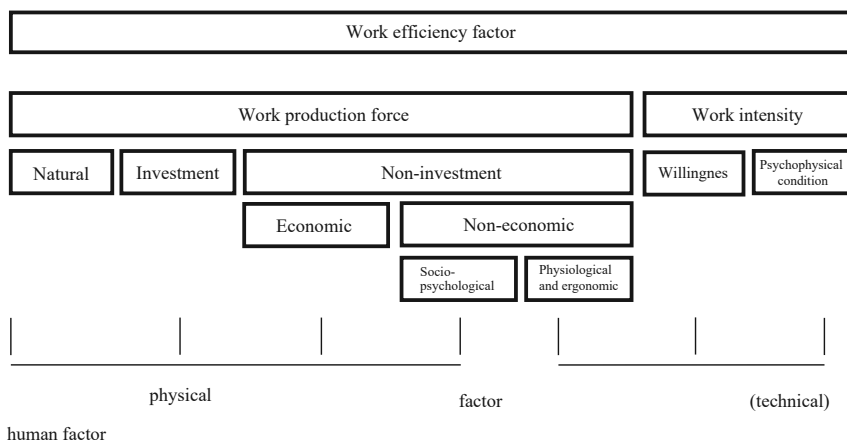 Work efficiency factor
Work production force
Work intensity
Natural
Investment
Non-investment
Willingnes
Psychophysical
condition
Economic
Non-economic
Socio-
psychological
Physiological
and ergonomic
physical
factor
(technical)
human factor